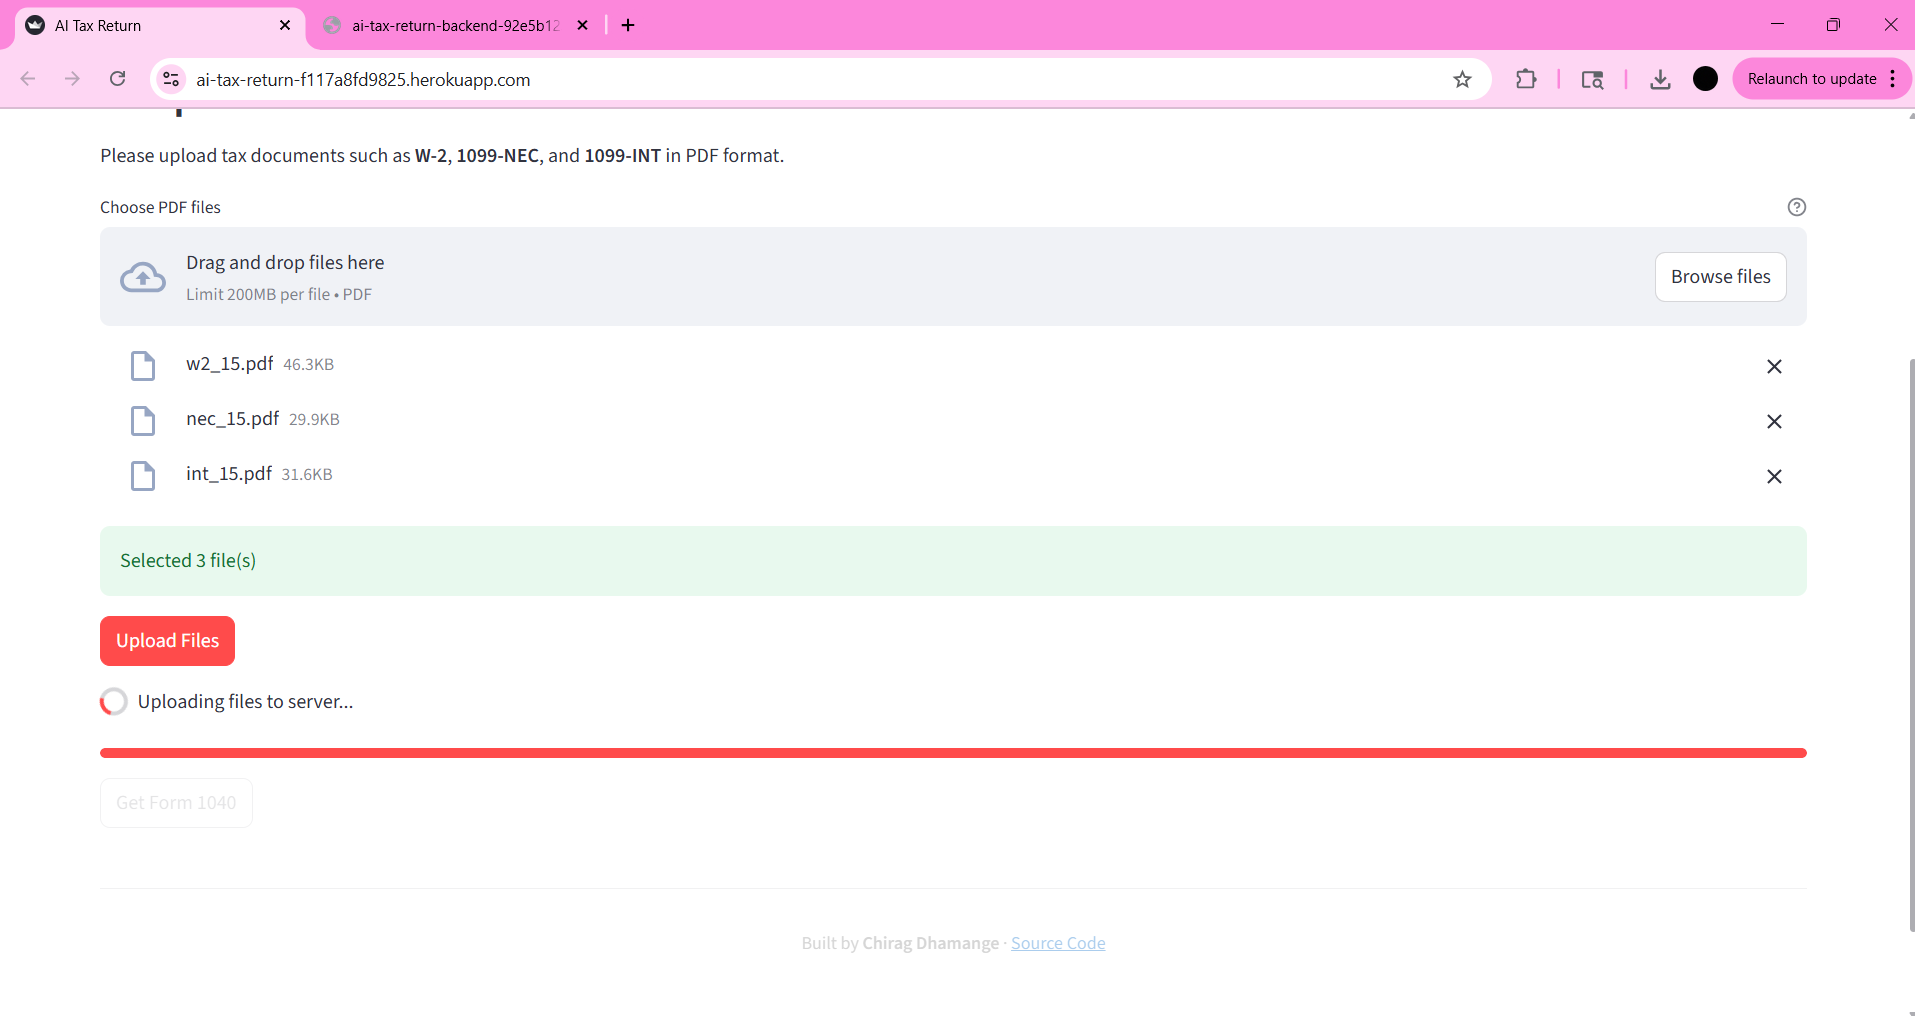 AI Tax Return
ai-tax-return-backend-92e5b12
ai-tax-return-f117a8fd9825.herokuapp.com
Relaunch to update
Please upload tax documents such as W-2, 1099-NEC, and 1099-INT in PDF format.
Choose PDF files
Drag and drop files here
Limit 200MB per file • PDF
Browse files
w2_15.pdf 46.3KB
nec_15.pdf 29.9KB
int_15.pdf 31.6KB
Selected 3 file(s)
Upload Files
Uploading files to server...
Get Form 1040
Built by Chirag Dhamange · Source Code